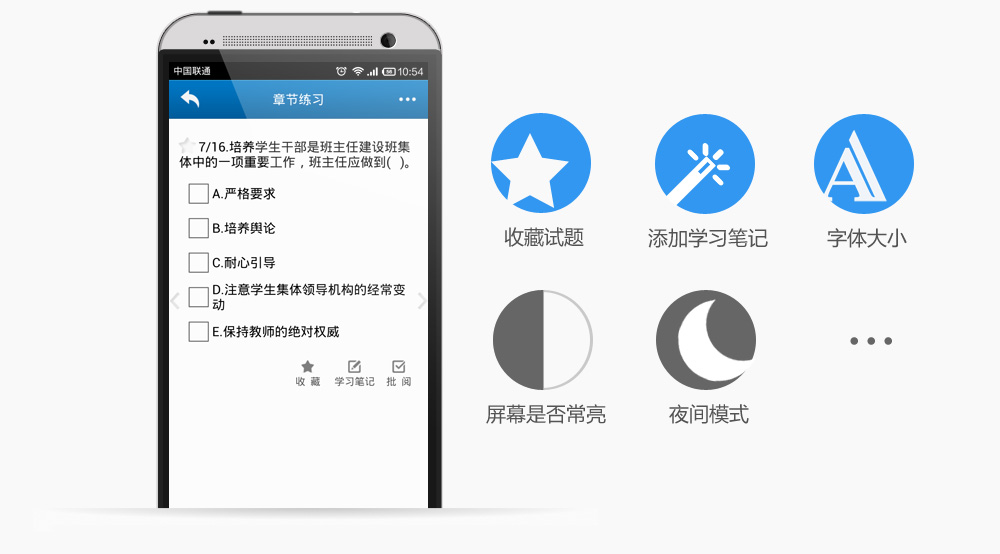 中国联通
10:54
章节练习
7/16.培养学生干部是班主任建设班集
体中的一项重要工作，班主任应做到( )。
A.严格要求
B.培养舆论
C.耐心引导
D.注意学生集体领导机构的经常变
动
E.保持教师的绝对权威
收 藏
学习笔记
批 阅
收藏试题
添加学习笔记
字体大小
屏幕是否常亮
夜间模式